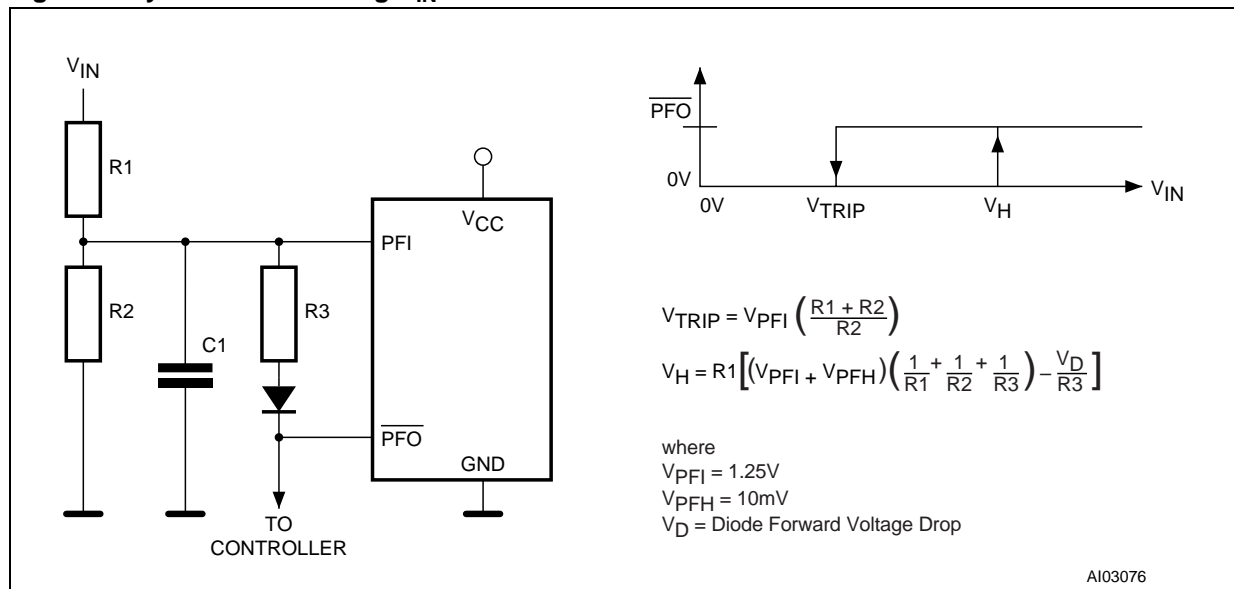 V_IN
R1
R2
C1
R3
V_CC
PFI
PFO
GND
TO
CONTROLLER
PFO
0V
0V
V_TRIP
V_H
V_IN
V_TRIP = V_PFI ( (R1 + R2) / R2 )
V_H = R1 [ (V_PFI + V_PFH) ( 1/R1 + 1/R2 + 1/R3 ) – V_D/R3 ]
where
V_PFI = 1.25V
V_PFH = 10mV
V_D = Diode Forward Voltage Drop
AI03076